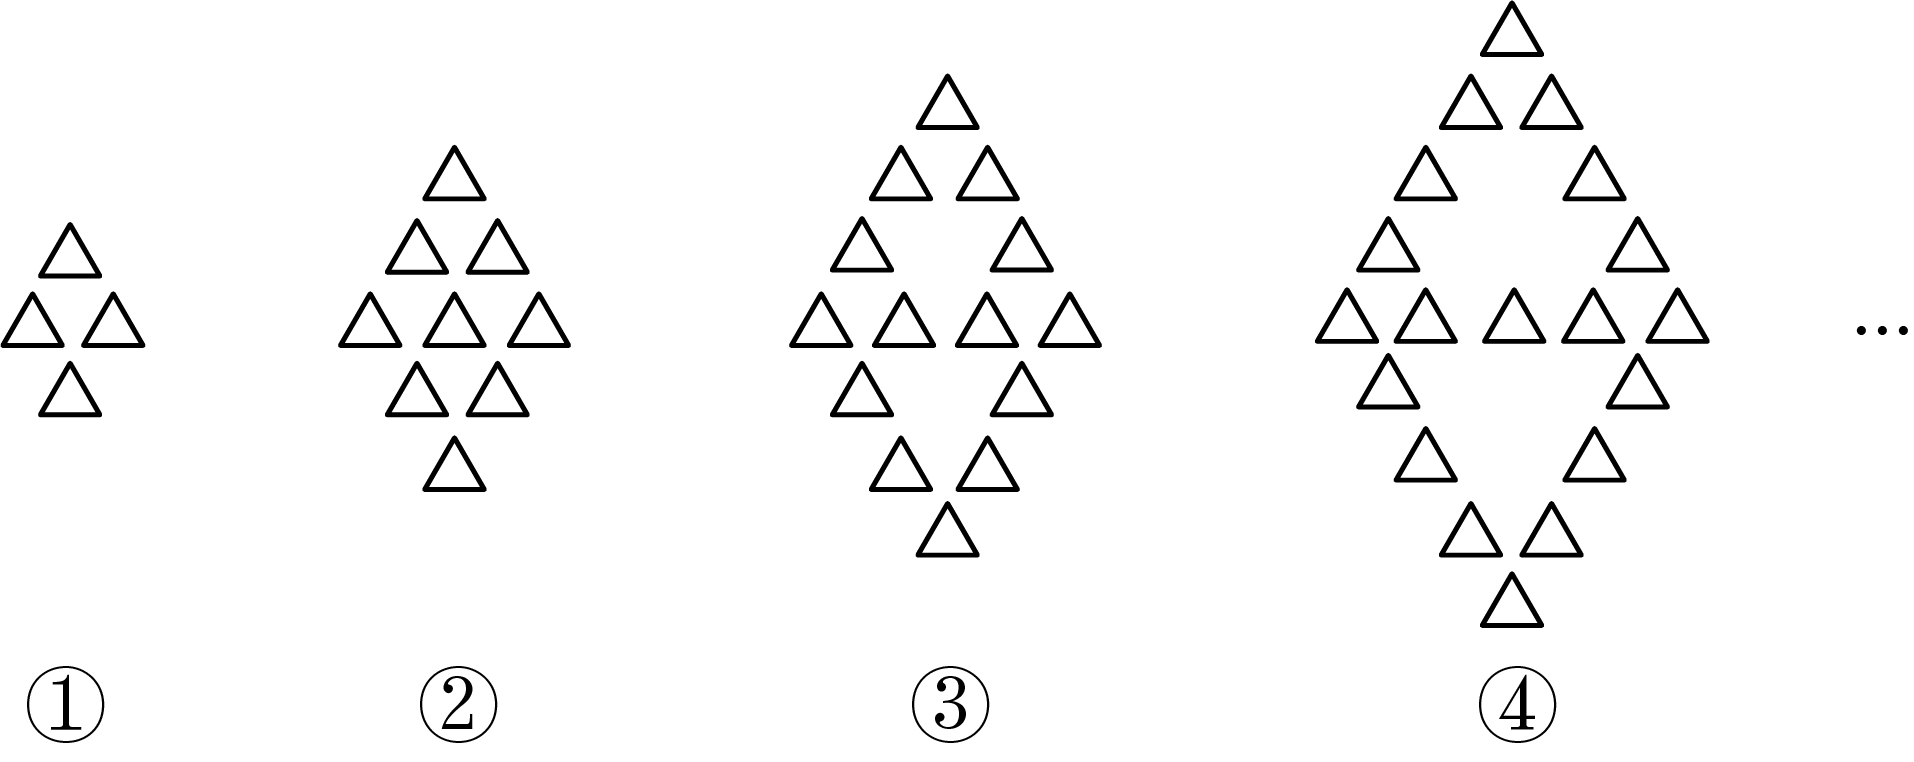 ① ② ③ ④ …